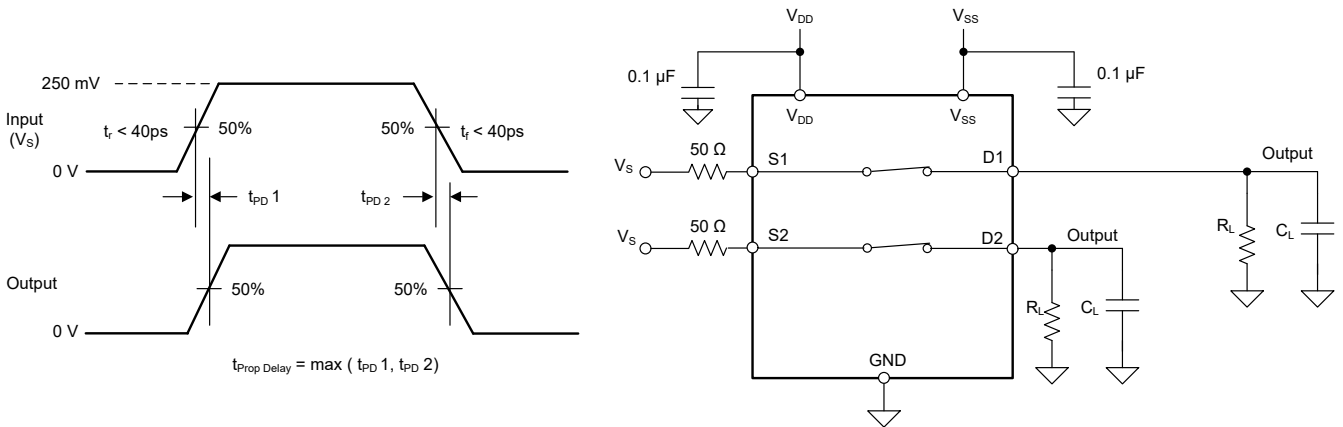 250 mV
Input
(VS)
tr < 40ps
50%
50%
tf < 40ps
0 V
tPD 1
tPD 2
Output
50%
50%
0 V
tProp Delay = max ( tPD 1, tPD 2)
VDD
VSS
0.1 µF
0.1 µF
VDD
VSS
50 Ω
VS
S1
D1
Output
50 Ω
VS
S2
D2
Output
RL
CL
RL
CL
GND